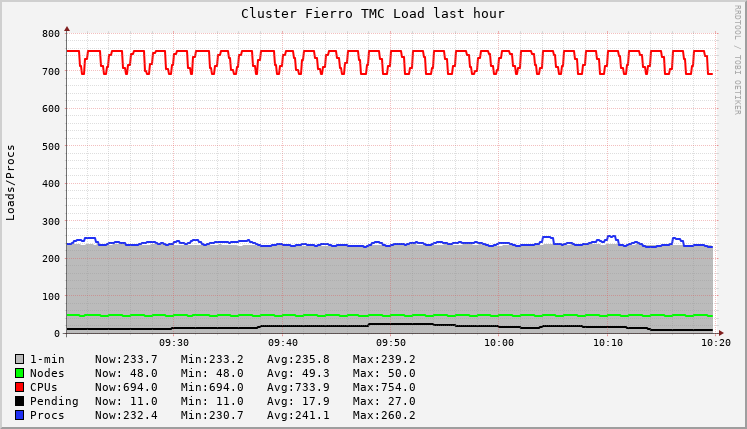 Cluster Fierro TMC Load last hour
RRDTOOL / TOBI OETIKER
Loads/Procs
800
700
600
500
400
300
200
100
0
09:30 09:40 09:50 10:00 10:10 10:20
1-min Now:233.7 Min:233.2 Avg:235.8 Max:239.2
Nodes Now: 48.0 Min: 48.0 Avg: 49.3 Max: 50.0
CPUs Now:694.0 Min:694.0 Avg:733.9 Max:754.0
Pending Now: 11.0 Min: 11.0 Avg: 17.9 Max: 27.0
Procs Now:232.4 Min:230.7 Avg:241.1 Max:260.2